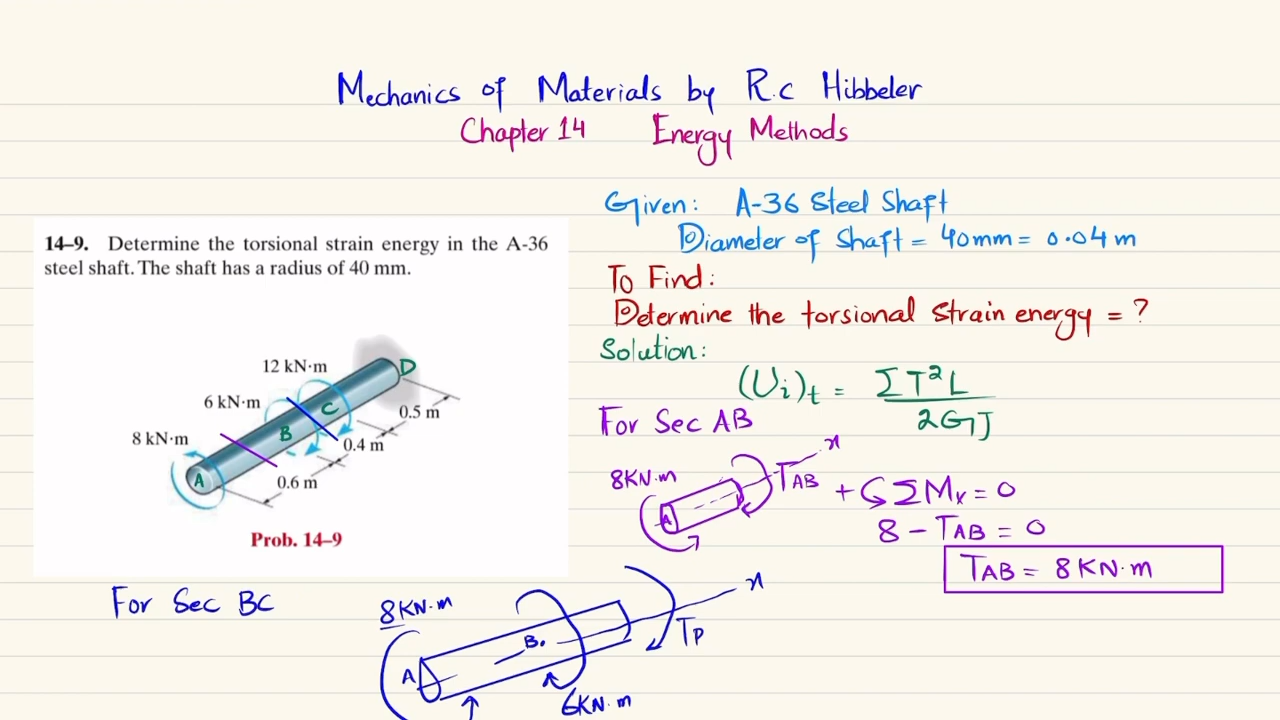 Mechanics of Materials by R.c Hibbeler
Chapter 14 Energy Methods
14–9. Determine the torsional strain energy in the A-36
steel shaft. The shaft has a radius of 40 mm.
12 kN·m
6 kN·m
8 kN·m
A
B
C
D
0.5 m
0.4 m
0.6 m
Prob. 14–9
Given: A-36 Steel Shaft
Diameter of Shaft = 40mm = 0.04 m
To Find:
Determine the torsional Strain energy = ?
Solution:
(Ui)t = ΣT²L / 2GJ
For Sec AB
8KN·m
A
TAB
x
+↺ ΣMx = 0
8 − TAB = 0
TAB = 8KN·m
For Sec BC
8KN·m
A
B.
x
6KN·m